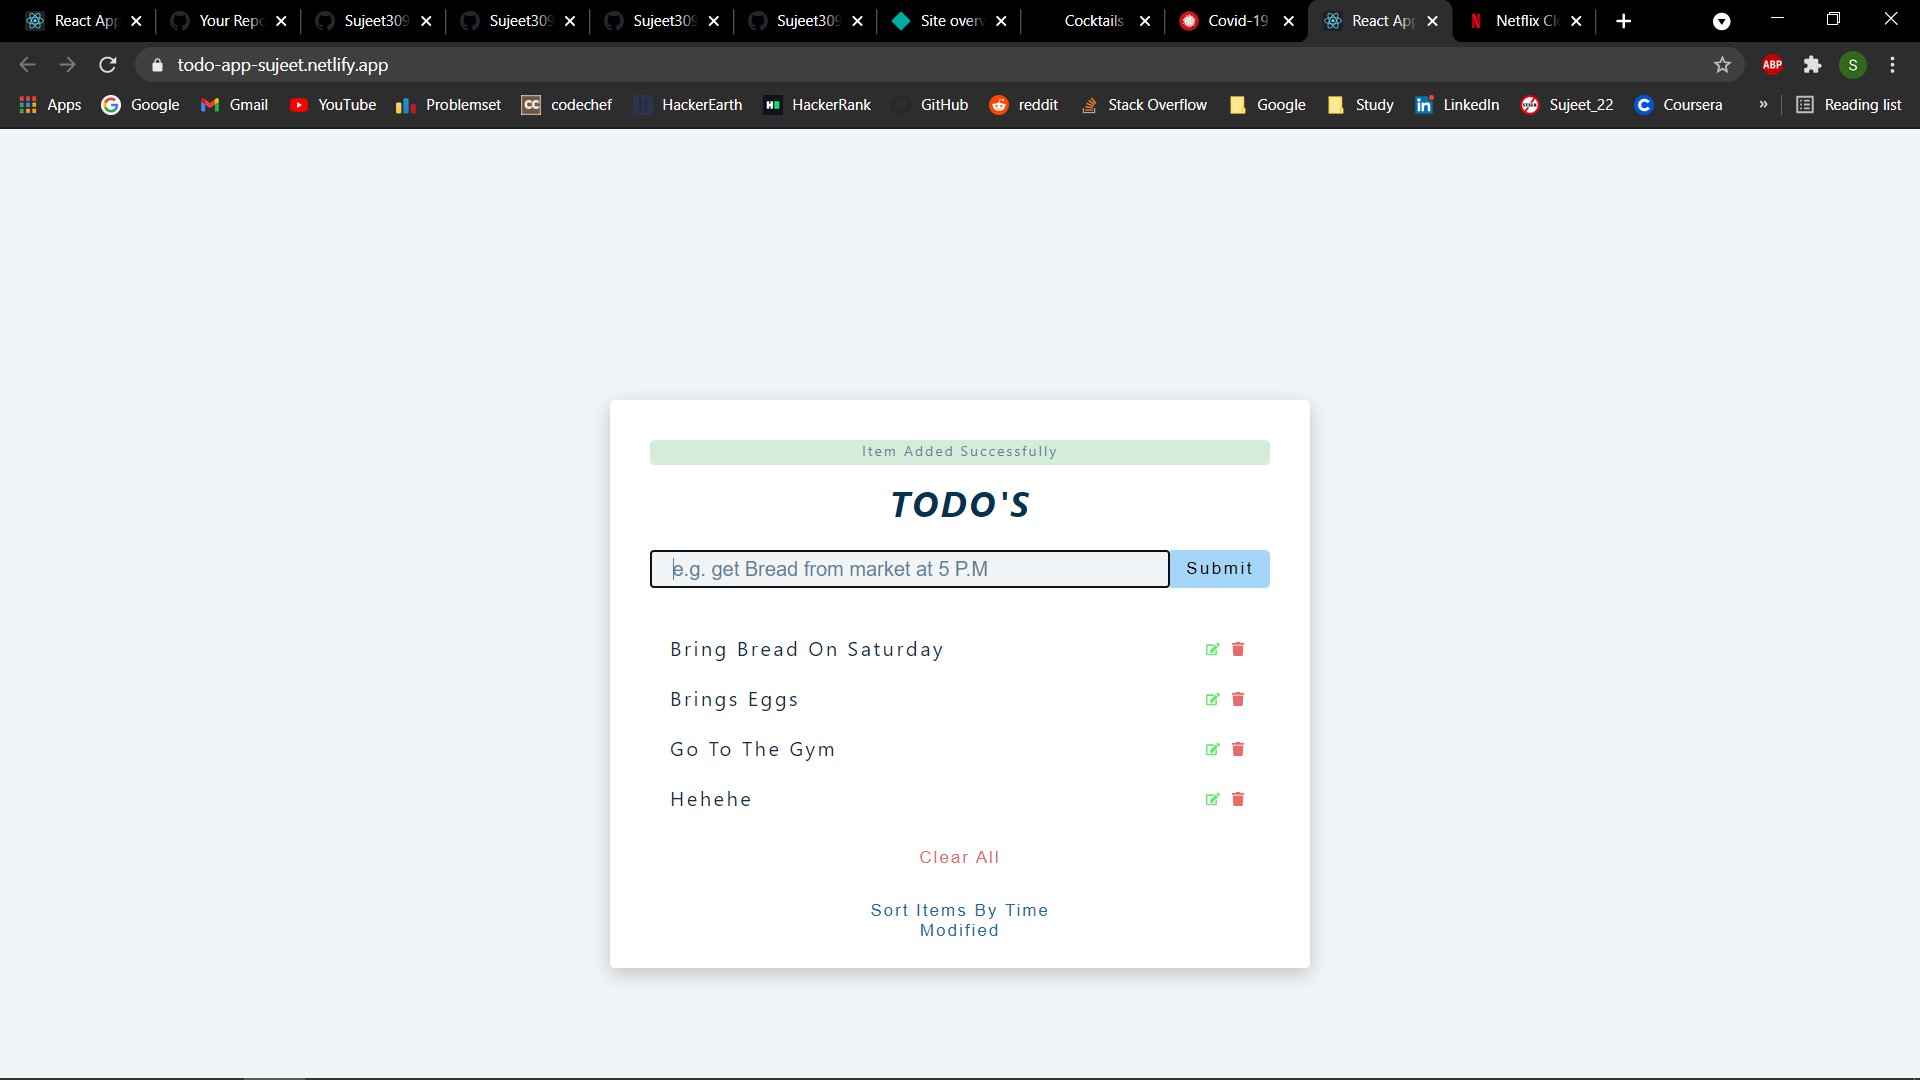 React App
Your Repo
Sujeet309
Sujeet309
Sujeet309
Sujeet309
Site over
Cocktails
Covid-19
React App
Netflix Cl
todo-app-sujeet.netlify.app
ABP
S
Apps
Google
Gmail
YouTube
Problemset
CC
codechef
h
HackerEarth
H
HackerRank
GitHub
reddit
Stack Overflow
Google
Study
in
LinkedIn
Sujeet_22
C
Coursera
»
Reading list
Item Added Successfully
TODO'S
e.g. get Bread from market at 5 P.M
Submit
Bring Bread On Saturday
Brings Eggs
Go To The Gym
Hehehe
Clear All
Sort Items By Time
Modified